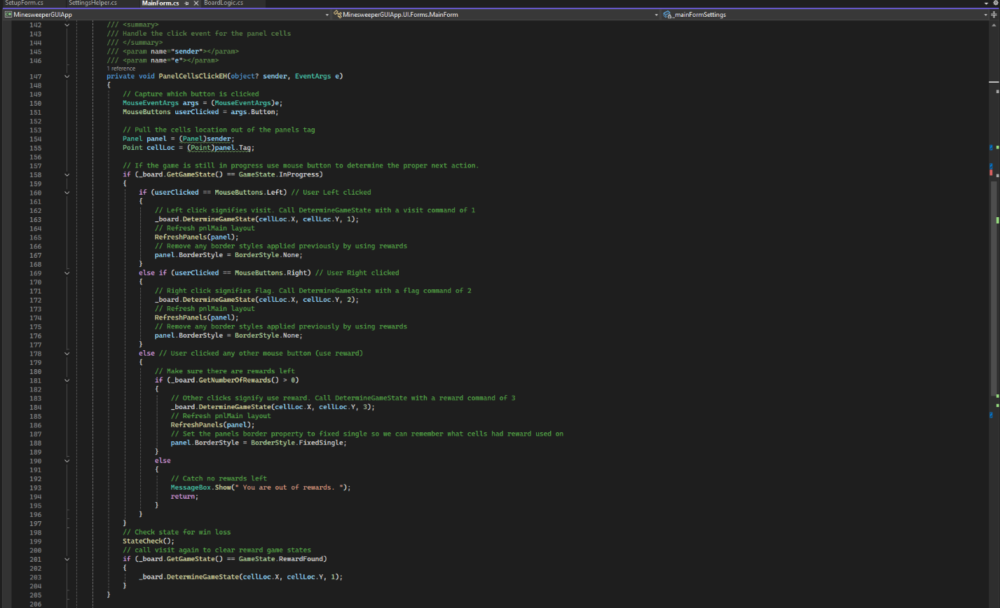 SetupForm.cs SettingsHelper.cs MainForm.cs BoardLogic.cs
MinesweeperGUIApp MinesweeperGUIApp.UI.Forms.MainForm _mainFormSettings
142 /// <summary>
143 /// Handle the click event for the panel cells
144 /// </summary>
145 /// <param name="sender"></param>
146 /// <param name="e"></param>
1 reference
147 private void PanelCellsClickEH(object? sender, EventArgs e)
148 {
149 // Capture which button is clicked
150 MouseEventArgs args = (MouseEventArgs)e;
151 MouseButtons userClicked = args.Button;
152
153 // Pull the cells location out of the panels tag
154 Panel panel = (Panel)sender;
155 Point cellLoc = (Point)panel.Tag;
156
157 // If the game is still in progress use mouse button to determine the proper next action.
158 if (_board.GetGameState() == GameState.InProgress)
159 {
160 if (userClicked == MouseButtons.Left) // User Left clicked
161 {
162 // Left click signifies visit. Call DetermineGameState with a visit command of 1
163 _board.DetermineGameState(cellLoc.X, cellLoc.Y, 1);
164 // Refresh pnlMain layout
165 RefreshPanels(panel);
166 // Remove any border styles applied previously by using rewards
167 panel.BorderStyle = BorderStyle.None;
168 }
169 else if (userClicked == MouseButtons.Right) // User Right clicked
170 {
171 // Right click signifies flag. Call DetermineGameState with a flag command of 2
172 _board.DetermineGameState(cellLoc.X, cellLoc.Y, 2);
173 // Refresh pnlMain layout
174 RefreshPanels(panel);
175 // Remove any border styles applied previously by using rewards
176 panel.BorderStyle = BorderStyle.None;
177 }
178 else // User clicked any other mouse button (use reward)
179 {
180 // Make sure there are rewards left
181 if (_board.GetNumberOfRewards() > 0)
182 {
183 // Other clicks signify use reward. Call DetermineGameState with a reward command of 3
184 _board.DetermineGameState(cellLoc.X, cellLoc.Y, 3);
185 // Refresh pnlMain layout
186 RefreshPanels(panel);
187 // Set the panels border property to fixed single so we can remember what cells had reward used on
188 panel.BorderStyle = BorderStyle.FixedSingle;
189 }
190 else
191 {
192 // Catch no rewards left
193 MessageBox.Show(" You are out of rewards. ");
194 return;
195 }
196 }
197 }
198 // Check state for win loss
199 StateCheck();
200 // call visit again to clear reward game states
201 if (_board.GetGameState() == GameState.RewardFound)
202 {
203 _board.DetermineGameState(cellLoc.X, cellLoc.Y, 1);
204 }
205 }
206